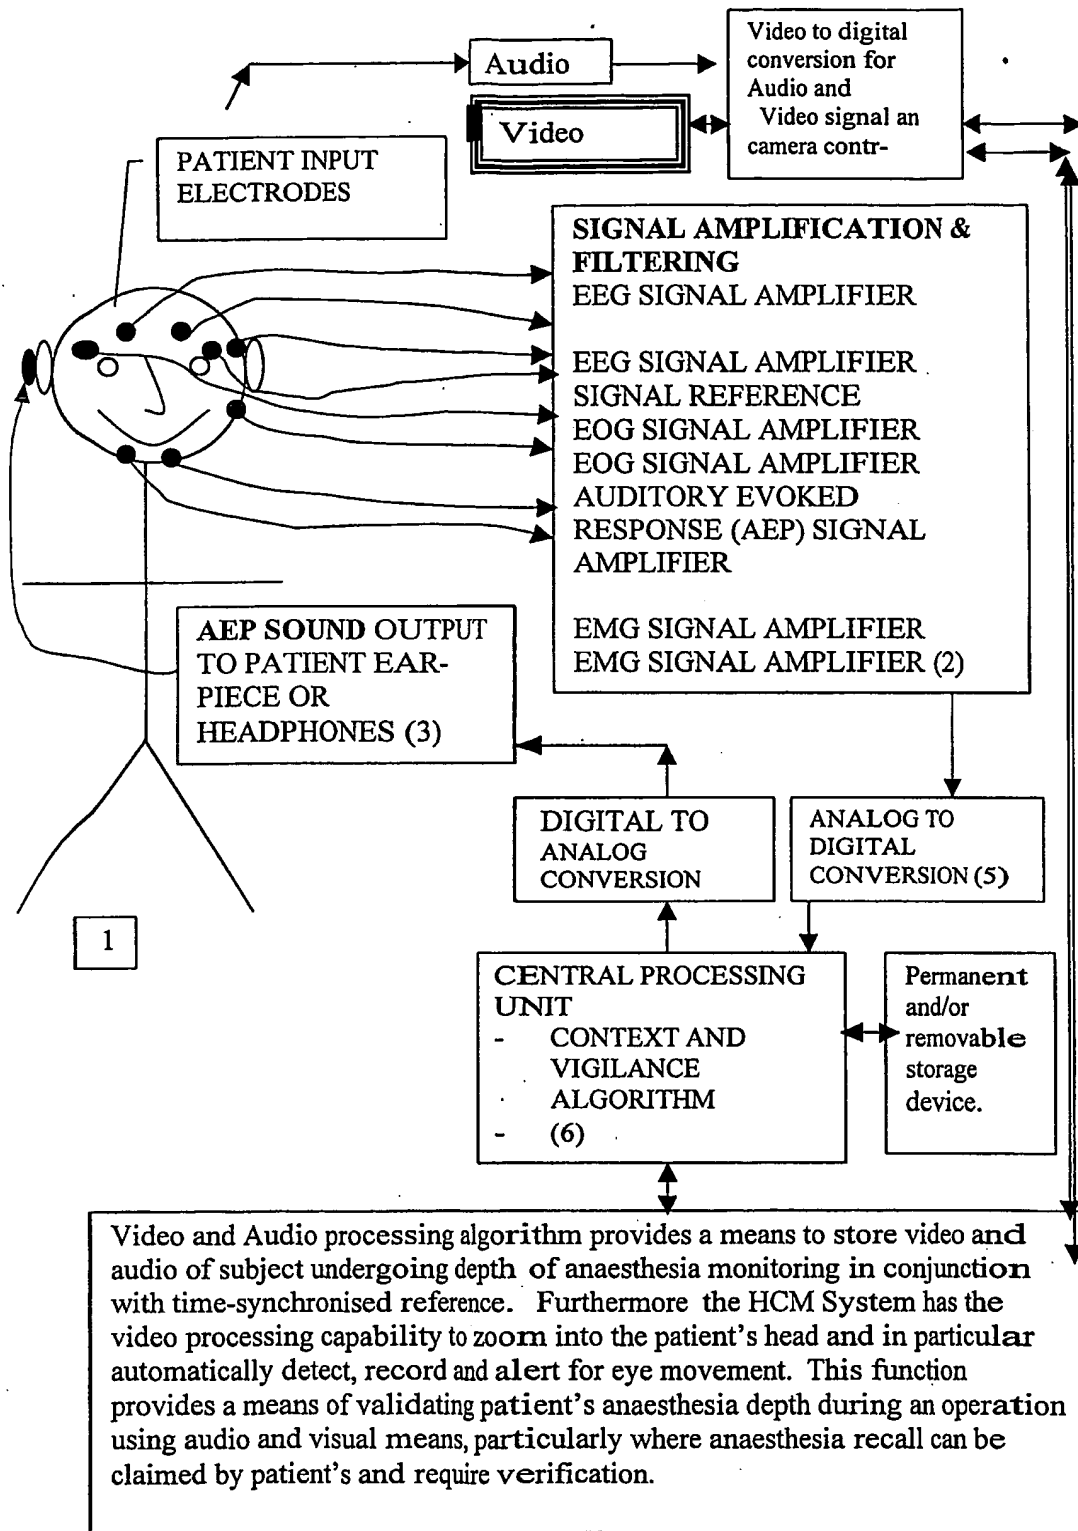 Audio
Video
Video to digital
conversion for
Audio and
Video signal an
camera contr-
PATIENT INPUT
ELECTRODES
SIGNAL AMPLIFICATION &
FILTERING
EEG SIGNAL AMPLIFIER
EEG SIGNAL AMPLIFIER
SIGNAL REFERENCE
EOG SIGNAL AMPLIFIER
EOG SIGNAL AMPLIFIER
AUDITORY EVOKED
RESPONSE (AEP) SIGNAL
AMPLIFIER
EMG SIGNAL AMPLIFIER
EMG SIGNAL AMPLIFIER (2)
AEP SOUND OUTPUT
TO PATIENT EAR-
PIECE OR
HEADPHONES (3)
DIGITAL TO
ANALOG
CONVERSION
ANALOG TO
DIGITAL
CONVERSION (5)
1
CENTRAL PROCESSING
UNIT
- CONTEXT AND
VIGILANCE
ALGORITHM
- (6)
Permanent
and/or
removable
storage
device.
Video and Audio processing algorithm provides a means to store video and
audio of subject undergoing depth of anaesthesia monitoring in conjunction
with time-synchronised reference. Furthermore the HCM System has the
video processing capability to zoom into the patient's head and in particular
automatically detect, record and alert for eye movement. This function
provides a means of validating patient's anaesthesia depth during an operation
using audio and visual means, particularly where anaesthesia recall can be
claimed by patient's and require verification.